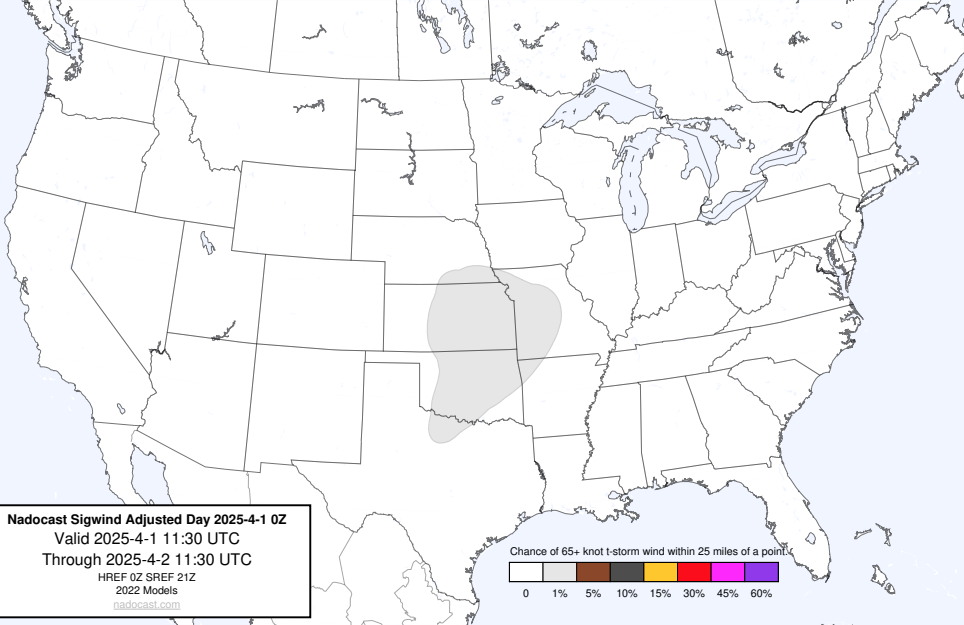 Nadocast Sigwind Adjusted Day 2025-4-1 0Z
Valid 2025-4-1 11:30 UTC
Through 2025-4-2 11:30 UTC
HREF 0Z SREF 21Z
2022 Models
nadocast.com
Chance of 65+ knot t-storm wind within 25 miles of a point.
0 1% 5% 10% 15% 30% 45% 60%